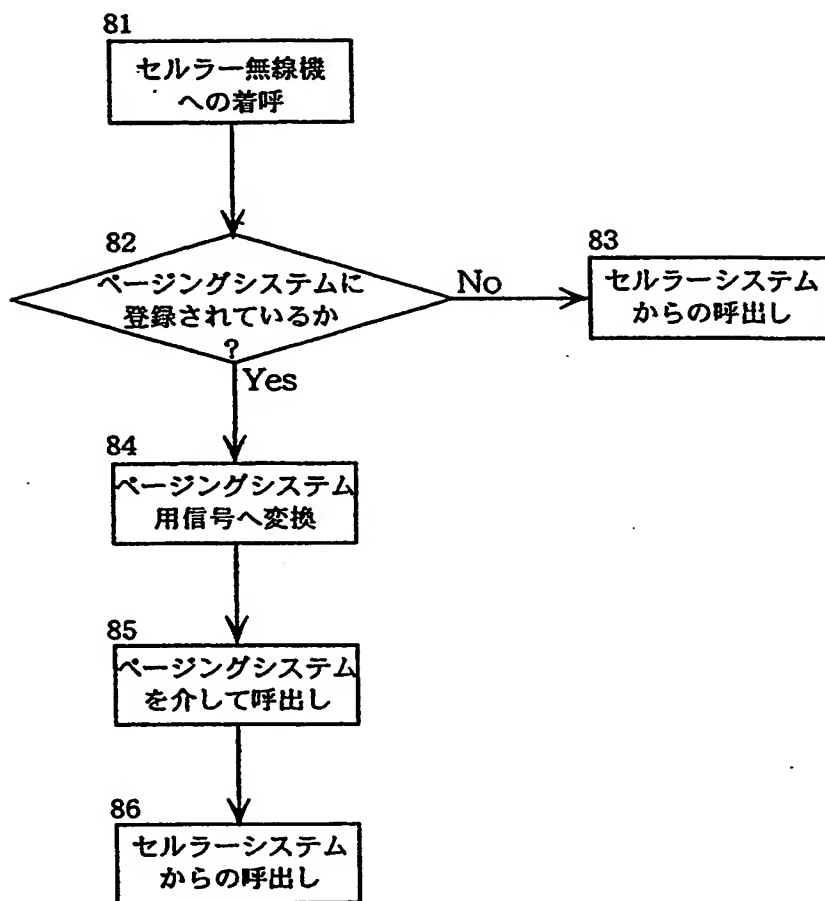 81
セルラー無線機
への着呼
82
ページングシステムに
登録されているか
?
No
83
セルラーシステム
からの呼出し
Yes
84
ページングシステム
用信号へ変換
85
ページングシステム
を介して呼出し
86
セルラーシステム
からの呼出し